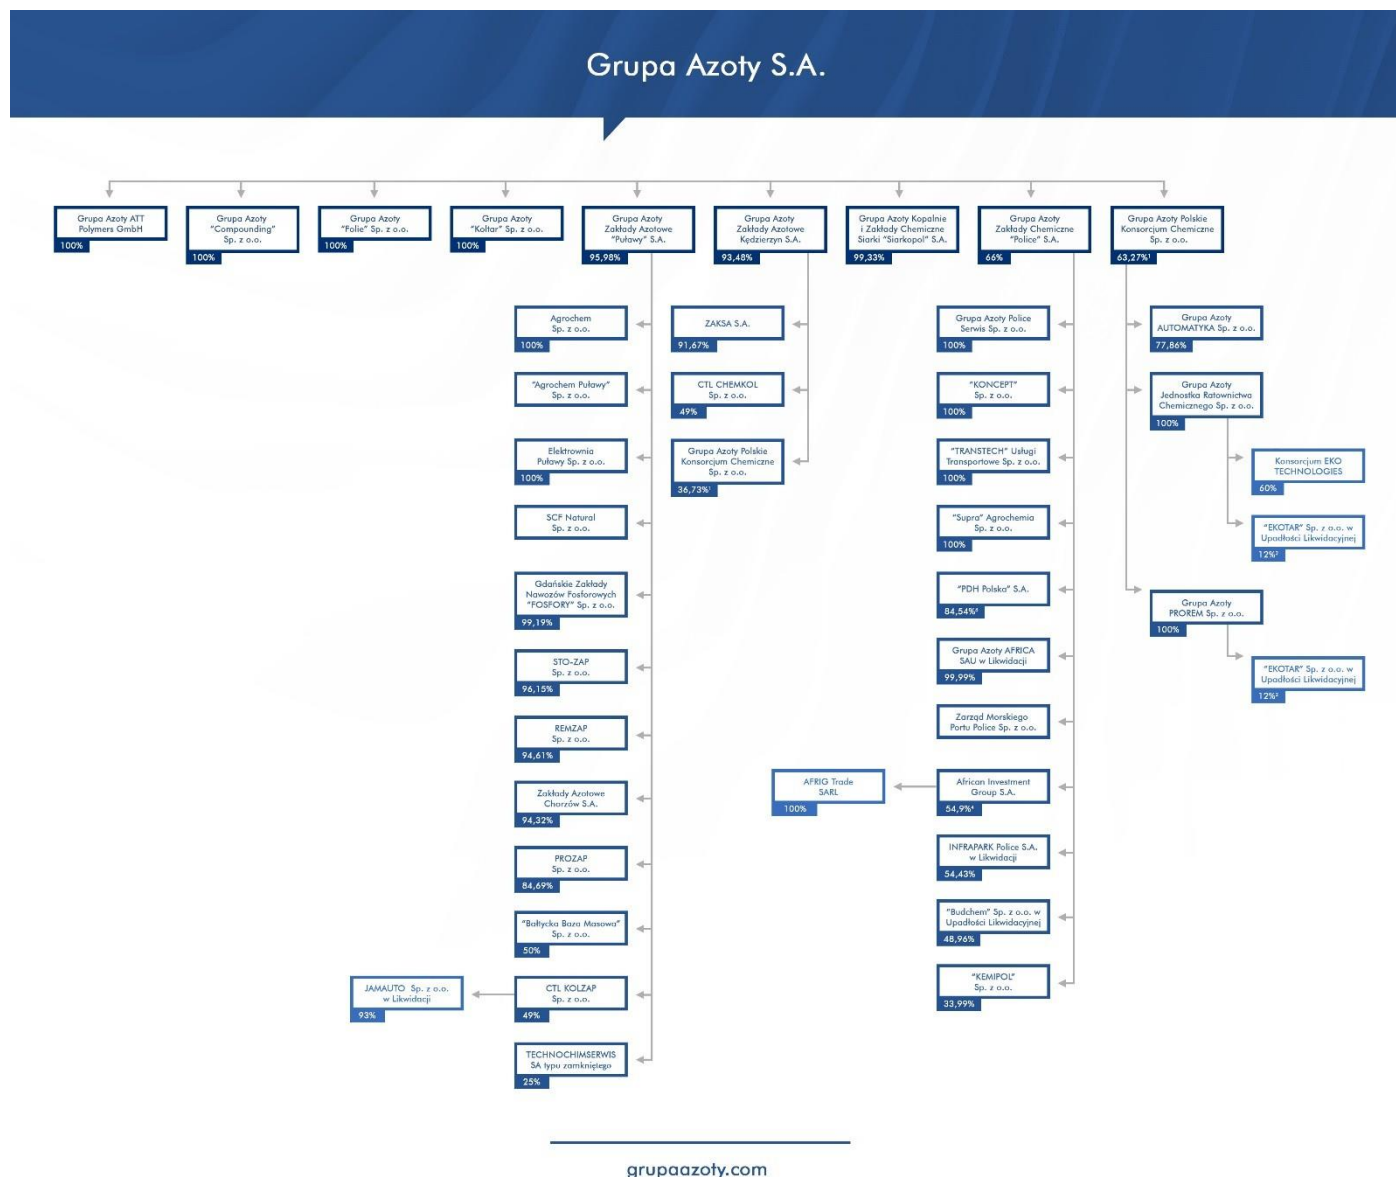 Grupa Azoty S.A.
Grupa Azoty ATT
Polymers GmbH
100%
Grupa Azoty
"Compounding"
Sp. z o.o.
100%
Grupa Azoty
"Folie" Sp. z o.o.
100%
Grupa Azoty
"Kołtar" Sp. z o.o.
100%
Grupa Azoty
Zakłady Azotowe
"Puławy" S.A.
95,98%
Grupa Azoty
Zakłady Azotowe
Kędzierzyn S.A.
93,48%
Grupa Azoty Kopalnie
i Zakłady Chemiczne
Siarki "Siarkopol" S.A.
99,33%
Grupa Azoty
Zakłady Chemiczne
"Police" S.A.
66%
Grupa Azoty Polskie
Konsorcjum Chemiczne
Sp. z o.o.
63,27%¹
Agrochem
Sp. z o.o.
100%
"Agrochem Puławy"
Sp. z o.o.
Elektrownia
Puławy Sp. z o.o.
100%
SCF Natural
Sp. z o.o.
Gdańskie Zakłady
Nawozów Fosforowych
"FOSFORY" Sp. z o.o.
99,19%
STO-ZAP
Sp. z o.o.
96,15%
REMZAP
Sp. z o.o.
94,61%
Zakłady Azotowe
Chorzów S.A.
94,32%
PROZAP
Sp. z o.o.
84,69%
"Bałtycka Baza Masowa"
Sp. z o.o.
50%
CTL KOLZAP
Sp. z o.o.
49%
JAMAUTO Sp. z o.o.
w Likwidacji
93%
TECHNOCHIMSERWIS
SA typu zamkniętego
25%
ZAKSA S.A.
91,67%
CTL CHEMKOL
Sp. z o.o.
49%
Grupa Azoty Polskie
Konsorcjum Chemiczne
Sp. z o.o.
36,73%¹
Grupa Azoty Police
Serwis Sp. z o.o.
100%
"KONCEPT"
Sp. z o.o.
100%
"TRANSTECH" Usługi
Transportowe Sp. z o.o.
100%
"Supra" Agrochemia
Sp. z o.o.
100%
"PDH Polska" S.A.
84,54%
Grupa Azoty AFRICA
SAU w Likwidacji
99,99%
Zarząd Morskiego
Portu Police Sp. z o.o.
African Investment
Group S.A.
54,9%
AFRIG Trade
SARL
100%
INFRAPARK Police S.A.
w Likwidacji
54,43%
"Budchem" Sp. z o.o. w
Upadłości Likwidacyjnej
48,96%
"KEMIPOL"
Sp. z o.o.
33,99%
Grupa Azoty
AUTOMATYKA Sp. z o.o.
77,86%
Grupa Azoty
Jednostka Ratownictwa
Chemicznego Sp. z o.o.
100%
Konsorcjum EKO
TECHNOLOGIES
60%
"EKOTAR" Sp. z o.o. w
Upadłości Likwidacyjnej
12%
Grupa Azoty
PROREM Sp. z o.o.
100%
"EKOTAR" Sp. z o.o. w
Upadłości Likwidacyjnej
12%
grupaazoty.com